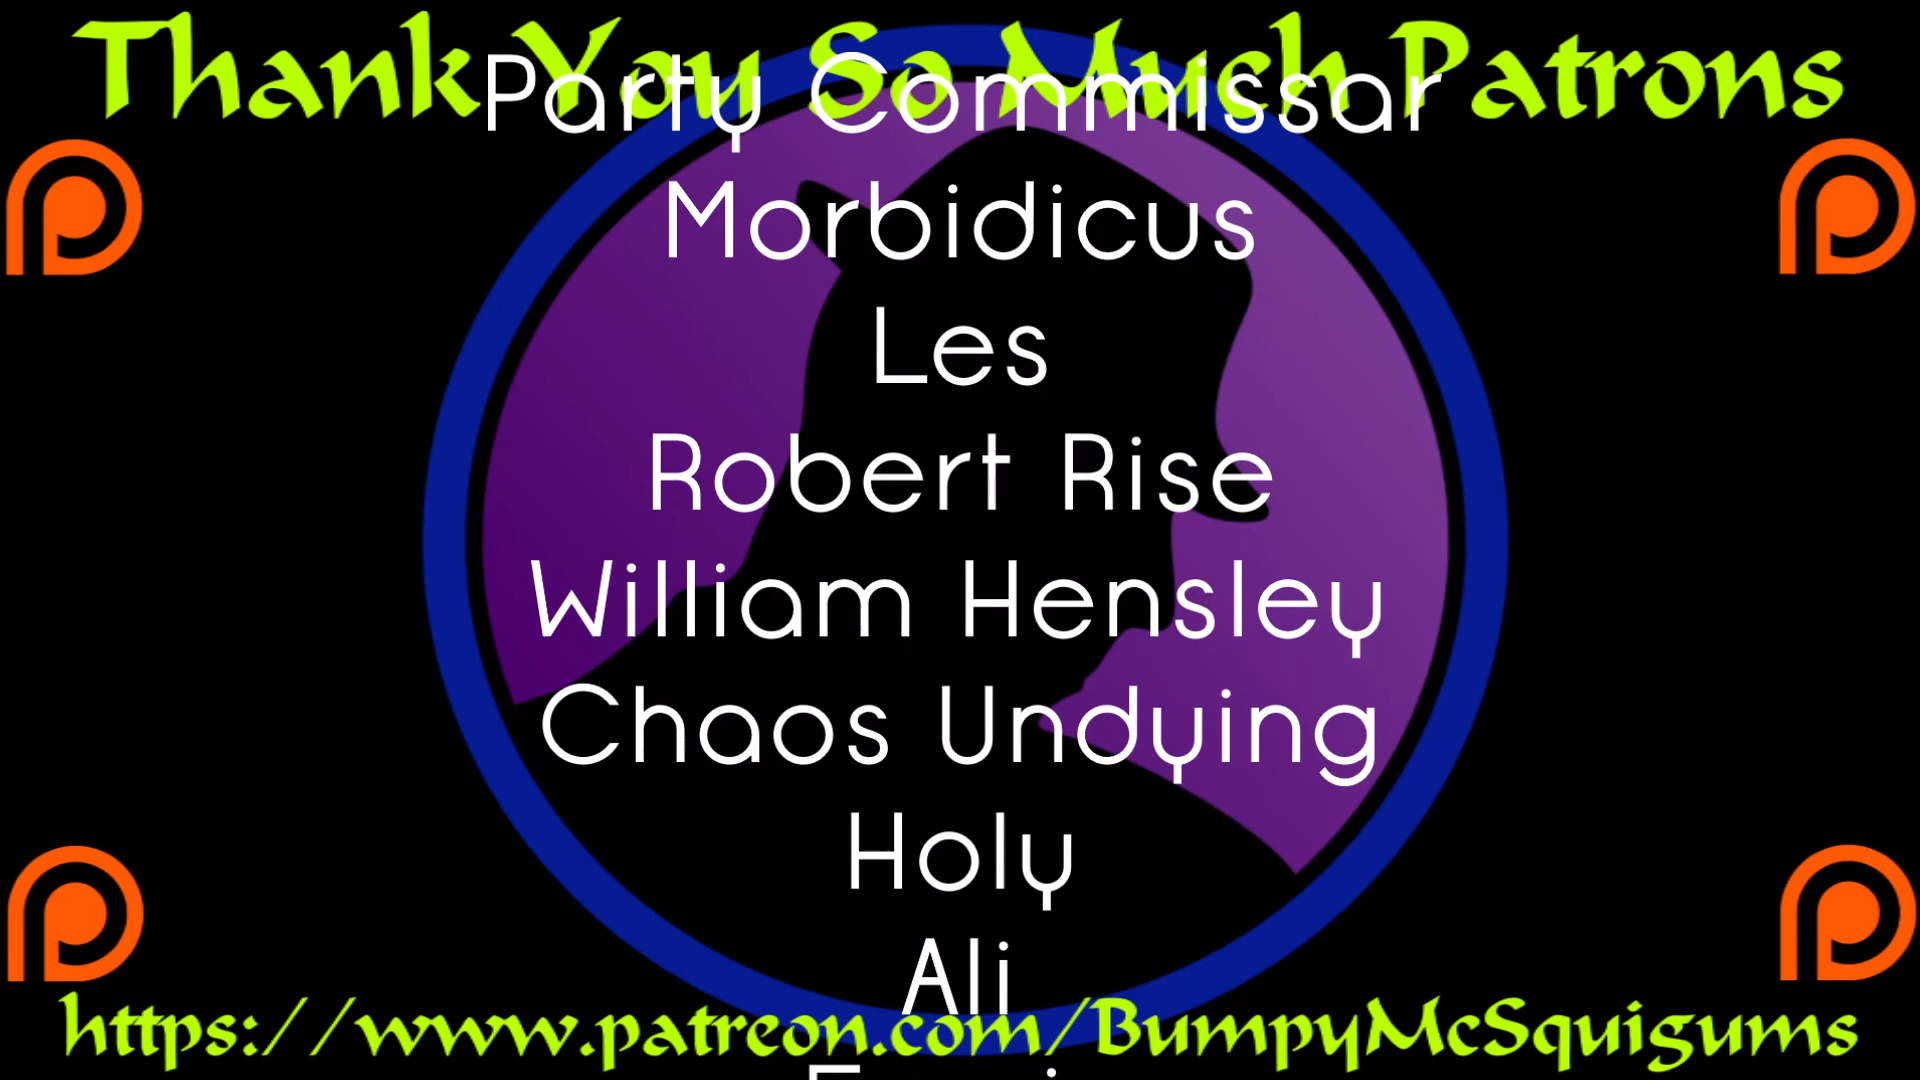 Thank You So Much Patrons
Party Commissar
Morbidicus
Les
Robert Rise
William Hensley
Chaos Undying
Holy
Ali
https://www.patreon.com/BumpyMcSquigums